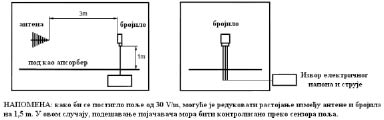 3m
антена
бројило
1m
под као апсорбер
бројило
Извор електричног
напона и струје
НАПОМЕНА: како би се постигло поље од 30 V/m, могуће је редуковати растојање између антене и бројила
на 1,5 m. У овом случају, подешавање појачавача мора бити контролисано преко сензора поља.